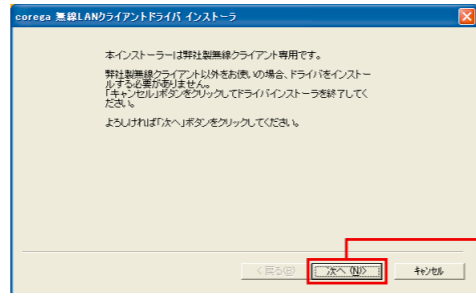 corega 無線LANクライアントドライバ インストーラ
本インストーラーは弊社製無線クライアント専用です。
弊社製無線クライアント以外をお使いの場合、ドライバをインストー
ルする必要がありません。
「キャンセル」ボタンをクリックしてドライバインストーラを終了してく
ださい。
よろしければ「次へ」ボタンをクリックしてください。
< 戻る(B) 次へ (N)> キャンセル